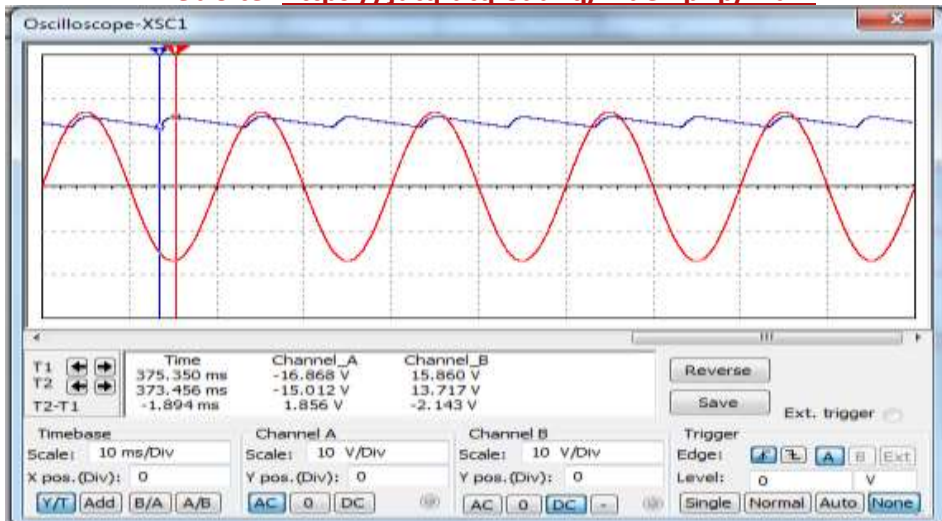 Oscilloscope-XSC1
T1
T2
T2-T1
Time Channel_A Channel_B
375.350 ms -16.868 V 15.860 V
373.456 ms -15.012 V 13.717 V
-1.894 ms 1.856 V -2.143 V
Reverse
Save
Ext. trigger
Timebase
Scale: 10 ms/Div
X pos.(Div): 0
Y/T Add B/A A/B
Channel A
Scale: 10 V/Div
Y pos.(Div): 0
AC 0 DC
Channel B
Scale: 10 V/Div
Y pos.(Div): 0
AC 0 DC -
Trigger
Edge: A B Ext
Level: 0 V
Single Normal Auto None